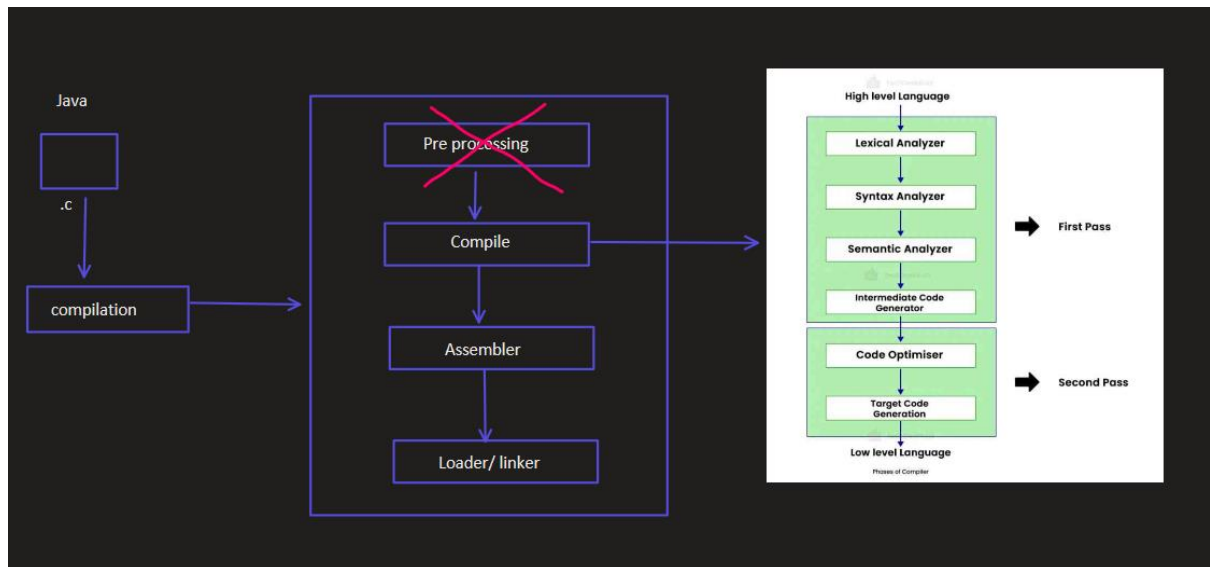 Java
.c
compilation
Pre processing
Compile
Assembler
Loader/ linker
High level Language
Lexical Analyzer
Syntax Analyzer
Semantic Analyzer
Intermediate Code
Generator
First Pass
Code Optimiser
Target Code
Generation
Second Pass
Low level Language
Phases of Compiler